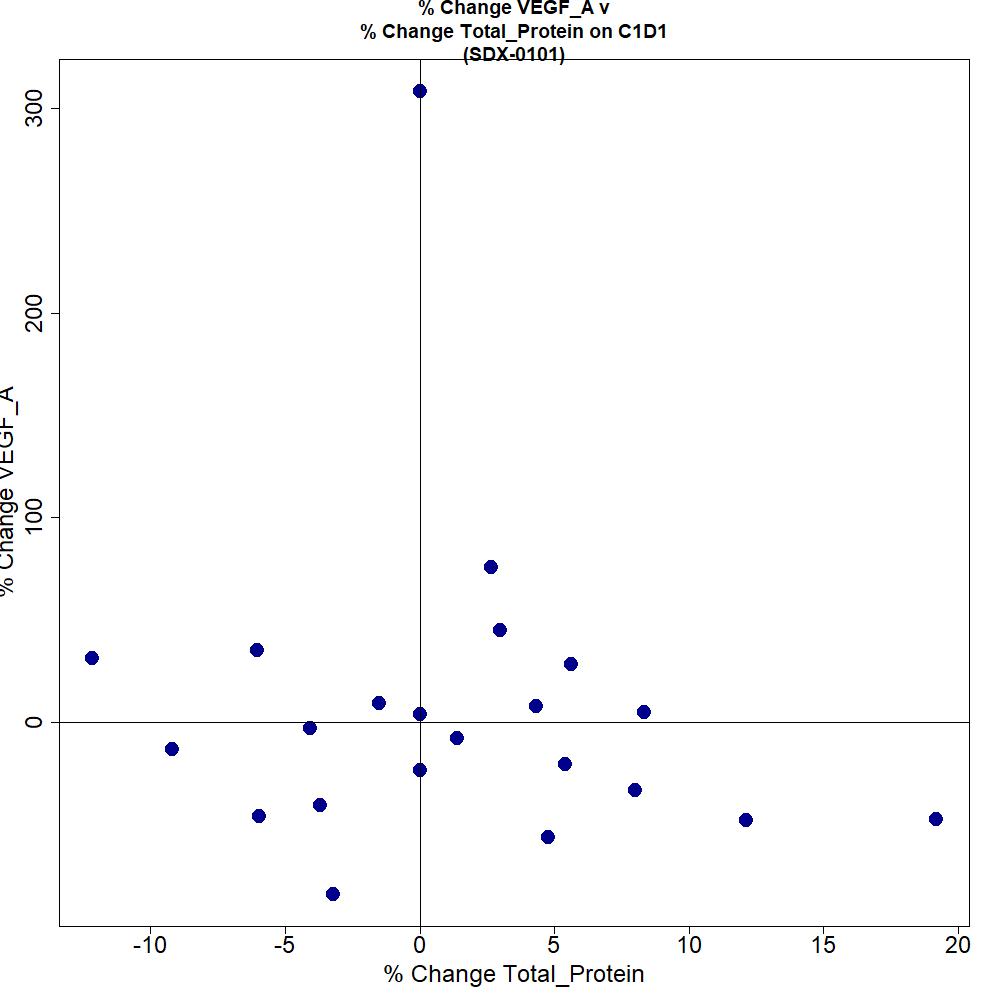 % Change VEGF_A v
% Change Total_Protein on C1D1
(SDX-0101)
% Change VEGF_A
300
200
100
0
-10 -5 0 5 10 15 20
% Change Total_Protein